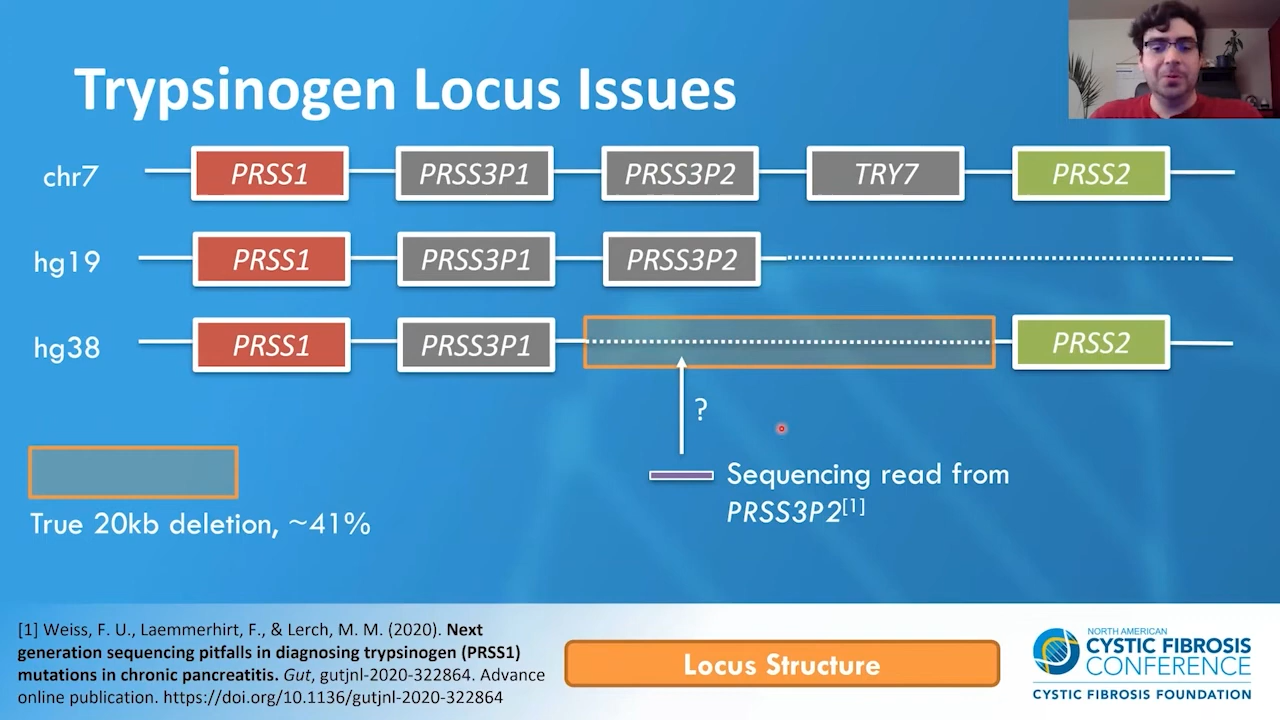 Trypsinogen Locus Issues
chr7 PRSS1 PRSS3P1 PRSS3P2 TRY7 PRSS2
hg19 PRSS1 PRSS3P1 PRSS3P2
hg38 PRSS1 PRSS3P1 PRSS2
?
Sequencing read from
PRSS3P2[1]
True 20kb deletion, ~41%
[1] Weiss, F. U., Laemmerhirt, F., & Lerch, M. M. (2020). Next
generation sequencing pitfalls in diagnosing trypsinogen (PRSS1)
mutations in chronic pancreatitis. Gut, gutjnl-2020-322864. Advance
online publication. https://doi.org/10.1136/gutjnl-2020-322864
Locus Structure
NORTH AMERICAN
CYSTIC FIBROSIS
CONFERENCE
CYSTIC FIBROSIS FOUNDATION